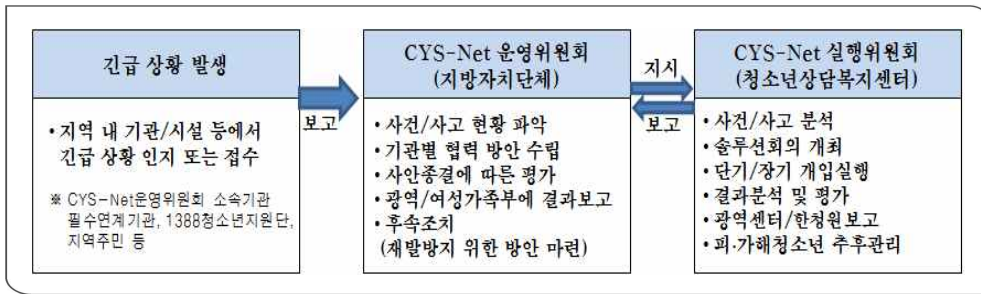 긴급 상황 발생
• 지역 내 기관/시설 등에서
긴급 상황 인지 또는 접수
※ CYS-Net운영위원회 소속기관
필수연계기관, 1388청소년지원단,
지역주민 등
보고
CYS-Net 운영위원회
(지방자치단체)
• 사건/사고 현황 파악
• 기관별 협력 방안 수립
• 사안종결에 따른 평가
• 광역/여성가족부에 결과보고
• 후속조치
(재발방지 위한 방안 마련)
지시
보고
CYS-Net 실행위원회
(청소년상담복지센터)
• 사건/사고 분석
• 솔루션회의 개최
• 단기/장기 개입실행
• 결과분석 및 평가
• 광역센터/한청원보고
• 피·가해청소년 추후관리